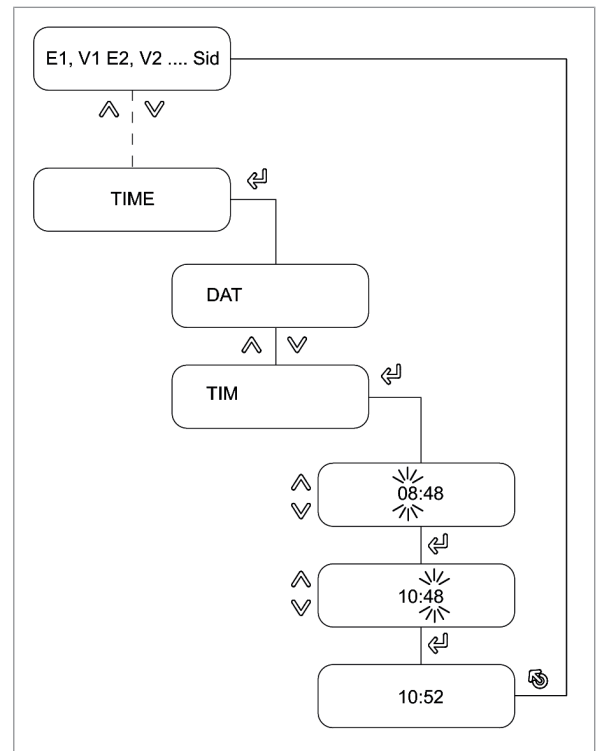 E1, V1 E2, V2 .... Sid
TIME
DAT
TIM
08:48
10:48
10:52